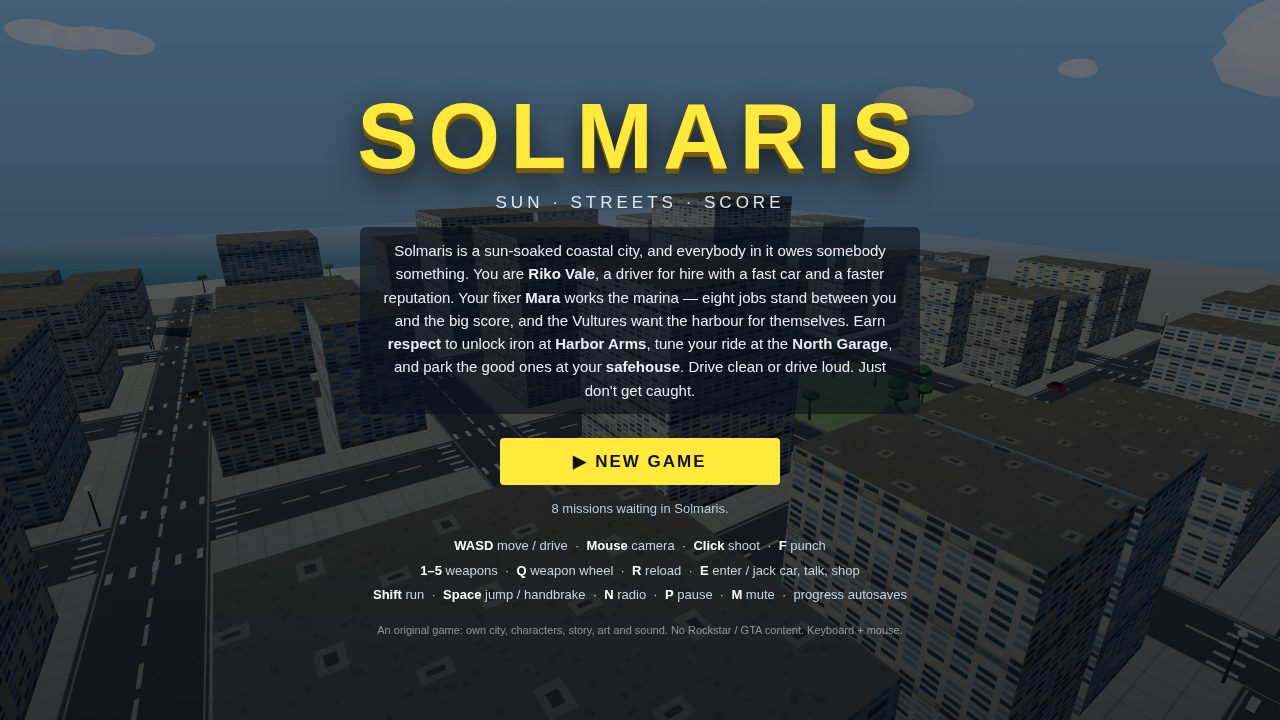 SOLMARIS
SUN · STREETS · SCORE
Solmaris is a sun-soaked coastal city, and everybody in it owes somebody
something. You are Riko Vale, a driver for hire with a fast car and a faster
reputation. Your fixer Mara works the marina — eight jobs stand between you
and the big score, and the Vultures want the harbour for themselves. Earn
respect to unlock iron at Harbor Arms, tune your ride at the North Garage,
and park the good ones at your safehouse. Drive clean or drive loud. Just
don't get caught.
▶ NEW GAME
8 missions waiting in Solmaris.
WASD move / drive · Mouse camera · Click shoot · F punch
1–5 weapons · Q weapon wheel · R reload · E enter / jack car, talk, shop
Shift run · Space jump / handbrake · N radio · P pause · M mute · progress autosaves
An original game: own city, characters, story, art and sound. No Rockstar / GTA content. Keyboard + mouse.